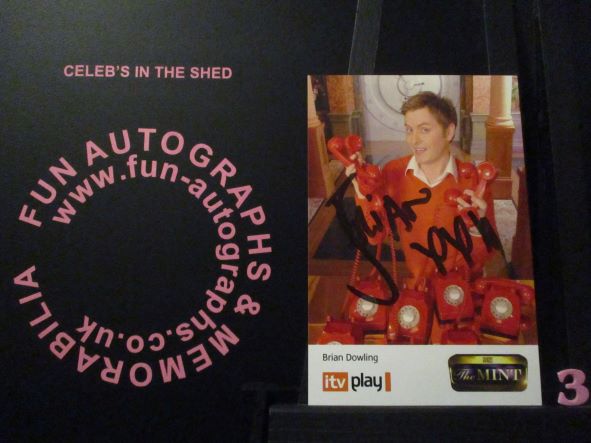 CELEB'S IN THE SHED
FUN AUTOGRAPHS & MEMORABILIA
www.fun-autographs.co.uk
Brian Dowling
itv play
The MINT
3